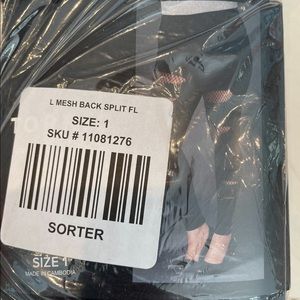 L MESH BACK SPLIT FL
SIZE: 1
SKU # 11081276
SORTER
SIZE 1
MADE IN CAMBODIA